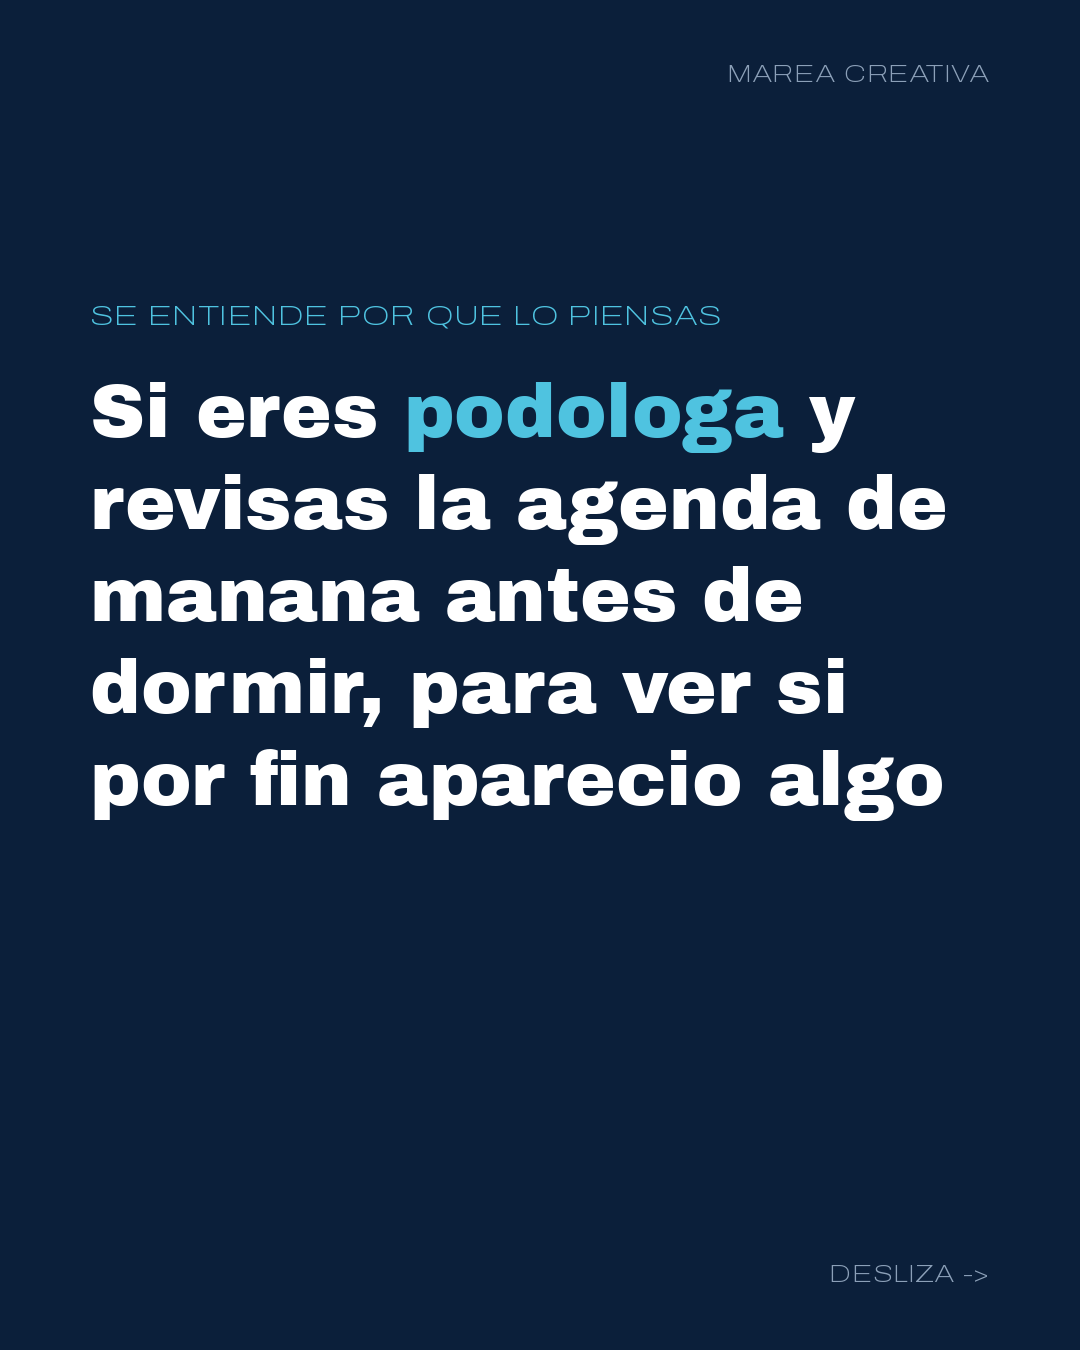 MAREA CREATIVA
SE ENTIENDE POR QUE LO PIENSAS
Si eres podologa y
revisas la agenda de
manana antes de
dormir, para ver si
por fin aparecio algo
DESLIZA ->